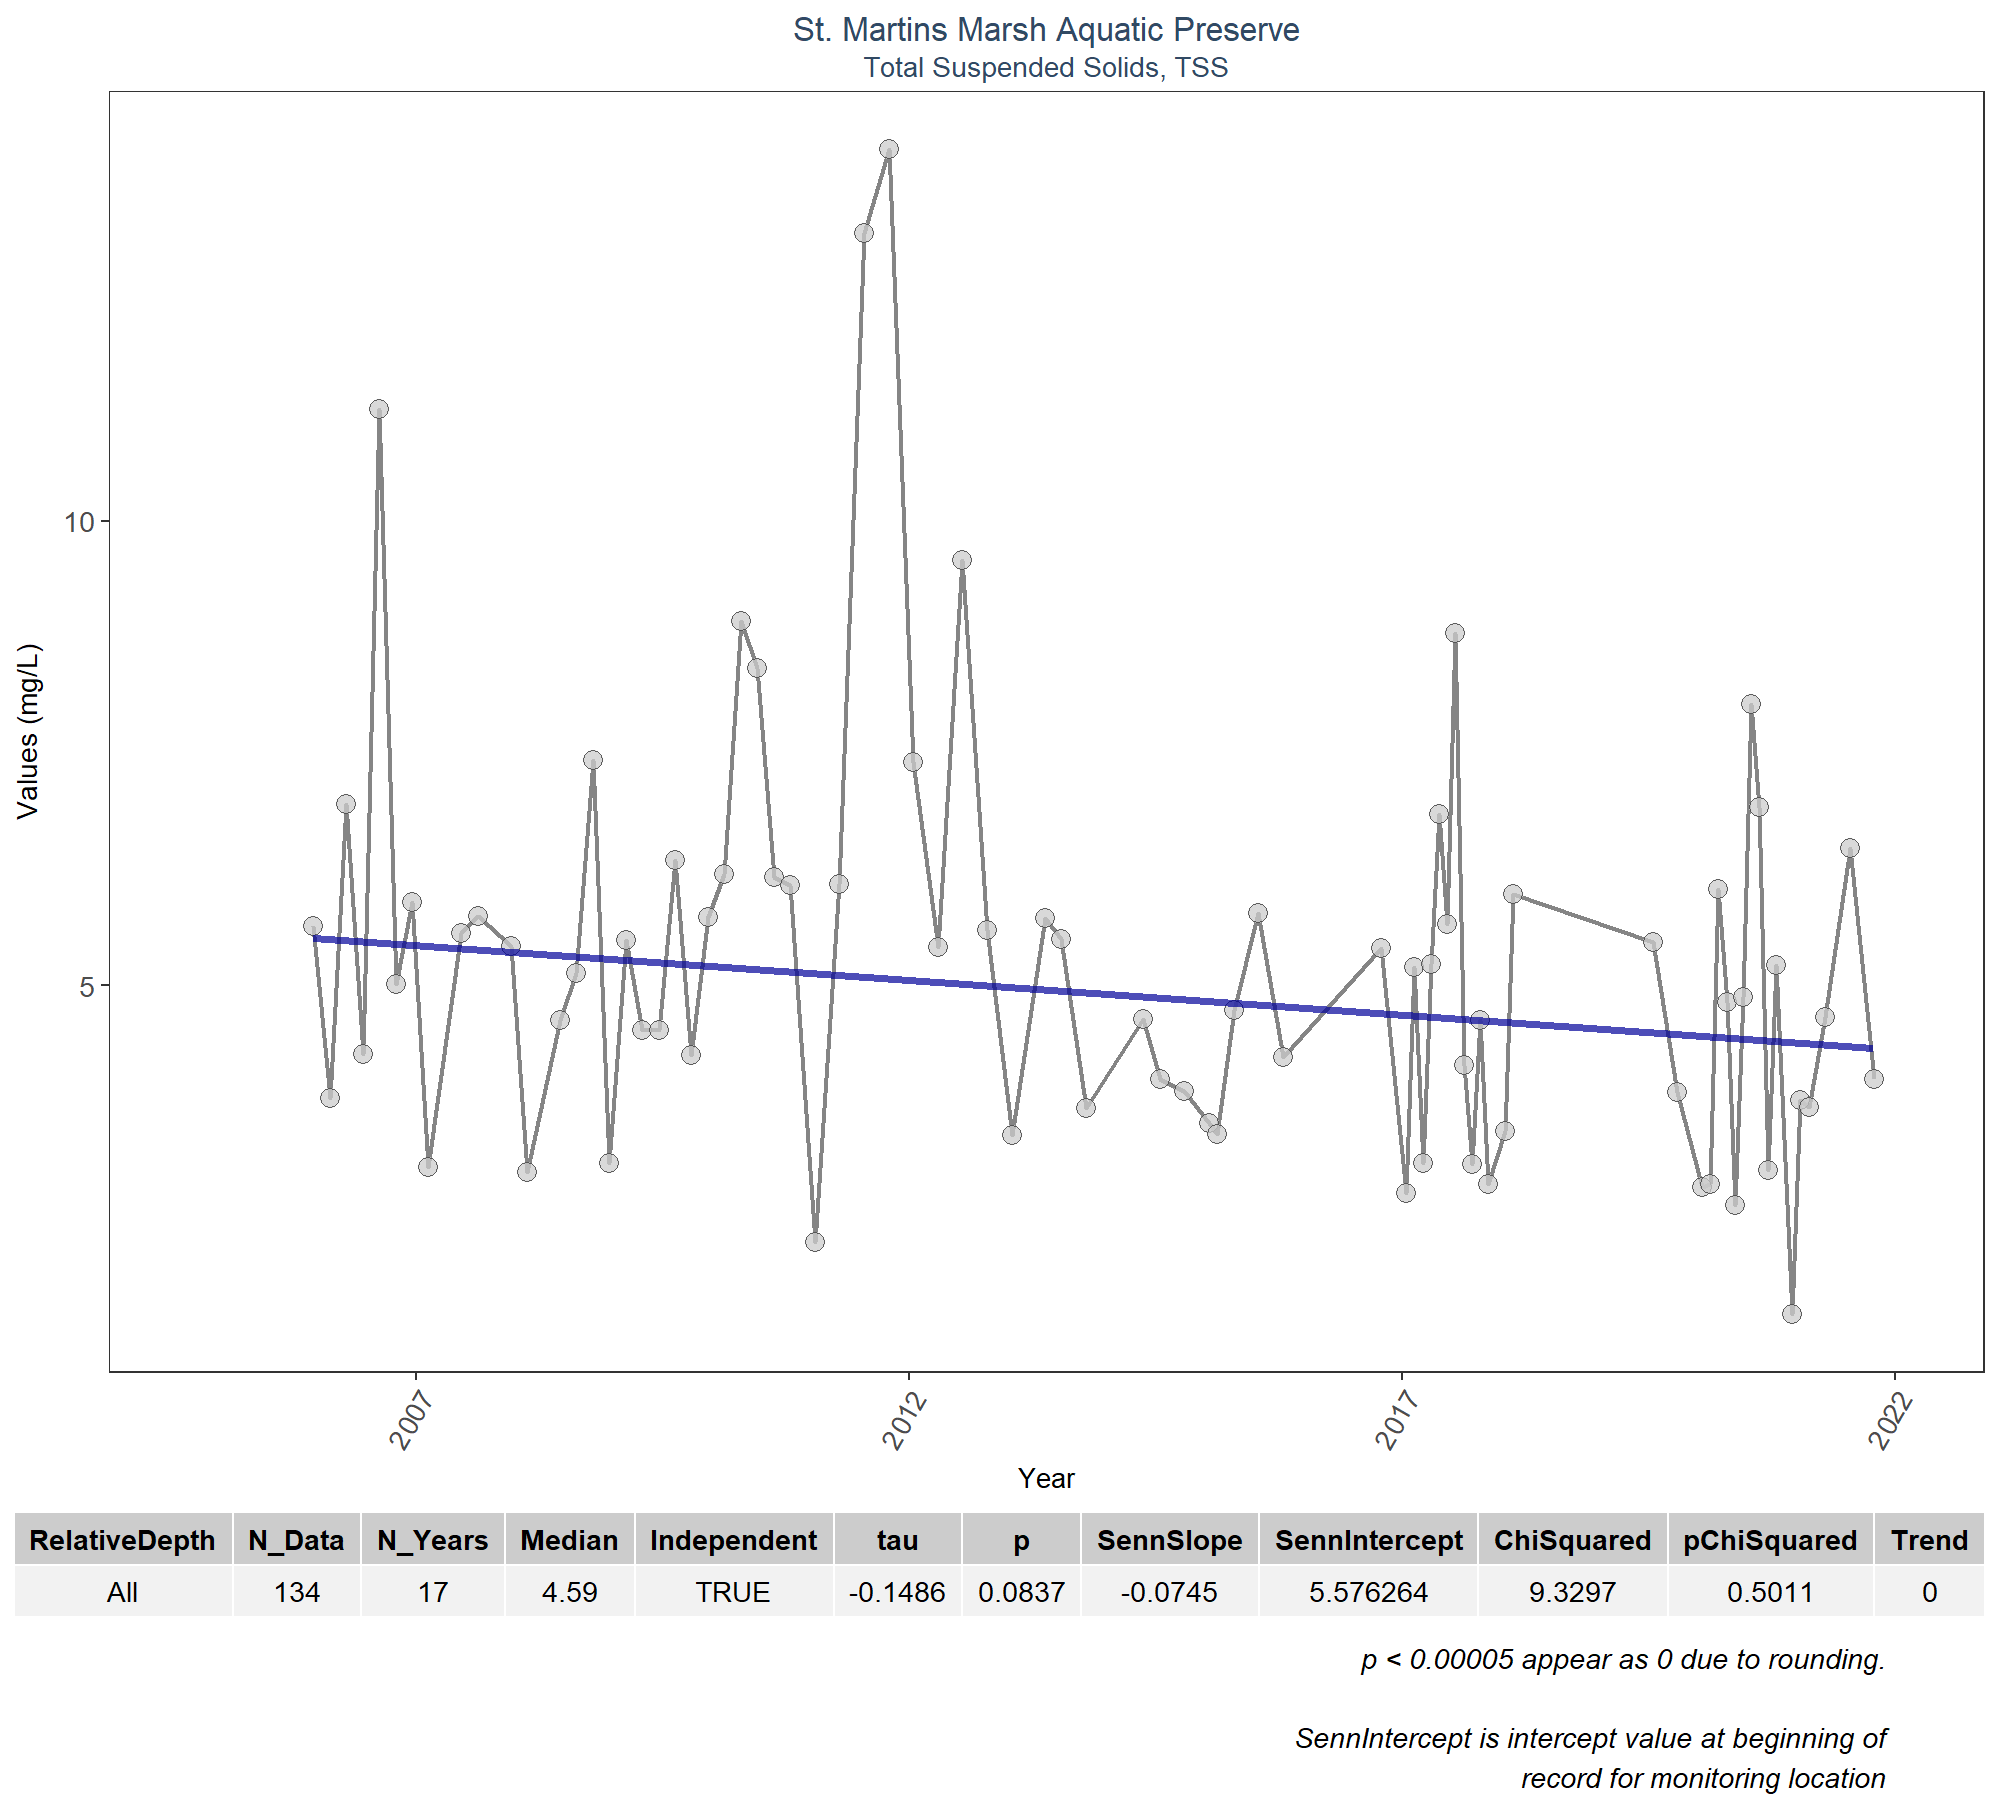 St. Martins Marsh Aquatic Preserve
Total Suspended Solids, TSS
Values (mg/L)
10
5
2007
2012
2017
2022
Year
RelativeDepth N_Data N_Years Median Independent tau p SennSlope SennIntercept ChiSquared pChiSquared Trend
All 134 17 4.59 TRUE -0.1486 0.0837 -0.0745 5.576264 9.3297 0.5011 0
p < 0.00005 appear as 0 due to rounding.
SennIntercept is intercept value at beginning of
record for monitoring location